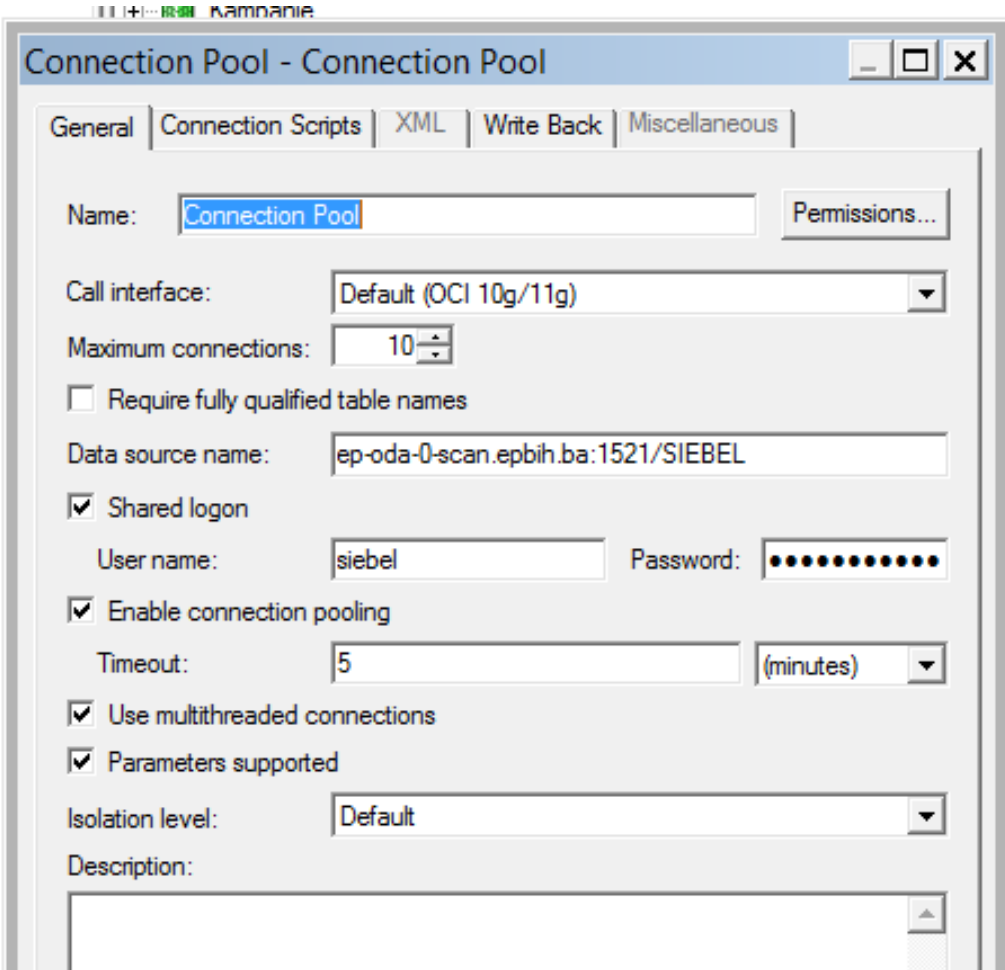 Kampanje
Connection Pool - Connection Pool
General Connection Scripts XML Write Back Miscellaneous
Name: Connection Pool Permissions...
Call interface: Default (OCI 10g/11g)
Maximum connections: 10
Require fully qualified table names
Data source name: ep-oda-0-scan.epbih.ba:1521/SIEBEL
Shared logon
User name: siebel Password: ●●●●●●●●●●●
Enable connection pooling
Timeout: 5 (minutes)
Use multithreaded connections
Parameters supported
Isolation level: Default
Description: